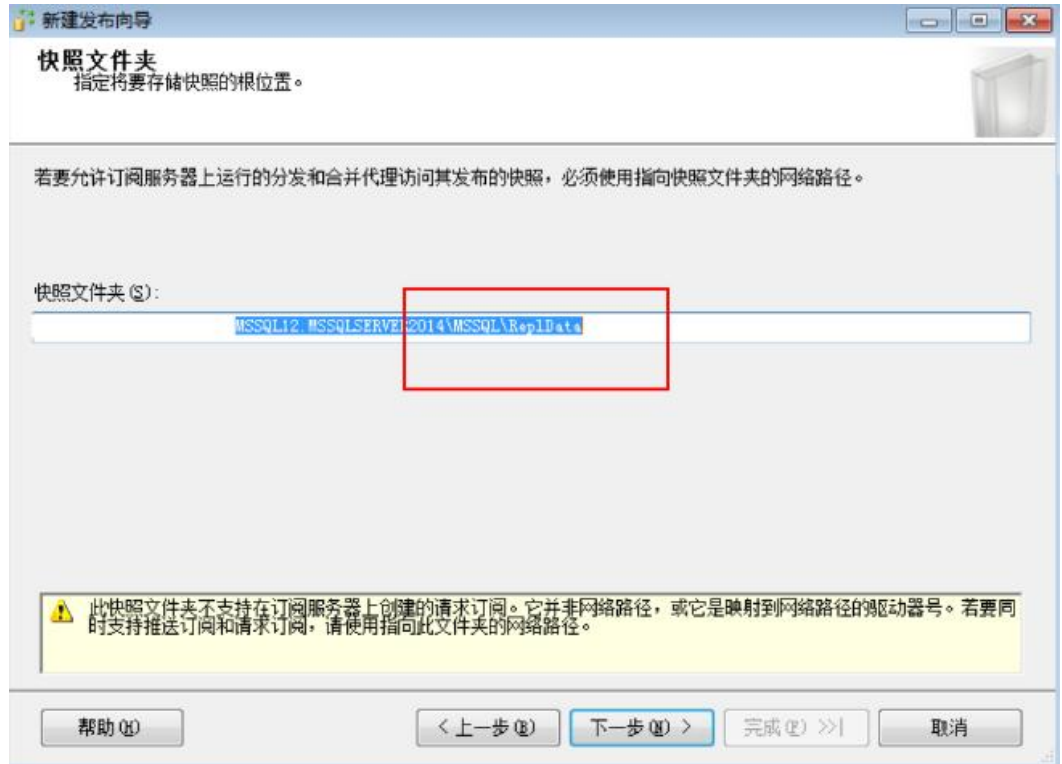 新建发布向导
快照文件夹
指定将要存储快照的根位置。
若要允许订阅服务器上运行的分发和合并代理访问其发布的快照，必须使用指向快照文件夹的网络路径。
快照文件夹(S):
MSSQL12.MSSQLSERVER2014\MSSQL\ReplData
此快照文件夹不支持在订阅服务器上创建的请求订阅。它并非网络路径，或它是映射到网络路径的驱动器号。若要同
时支持推送订阅和请求订阅，请使用指向此文件夹的网络路径。
帮助(H) <上一步(B) 下一步(N)> 完成(F)>>| 取消